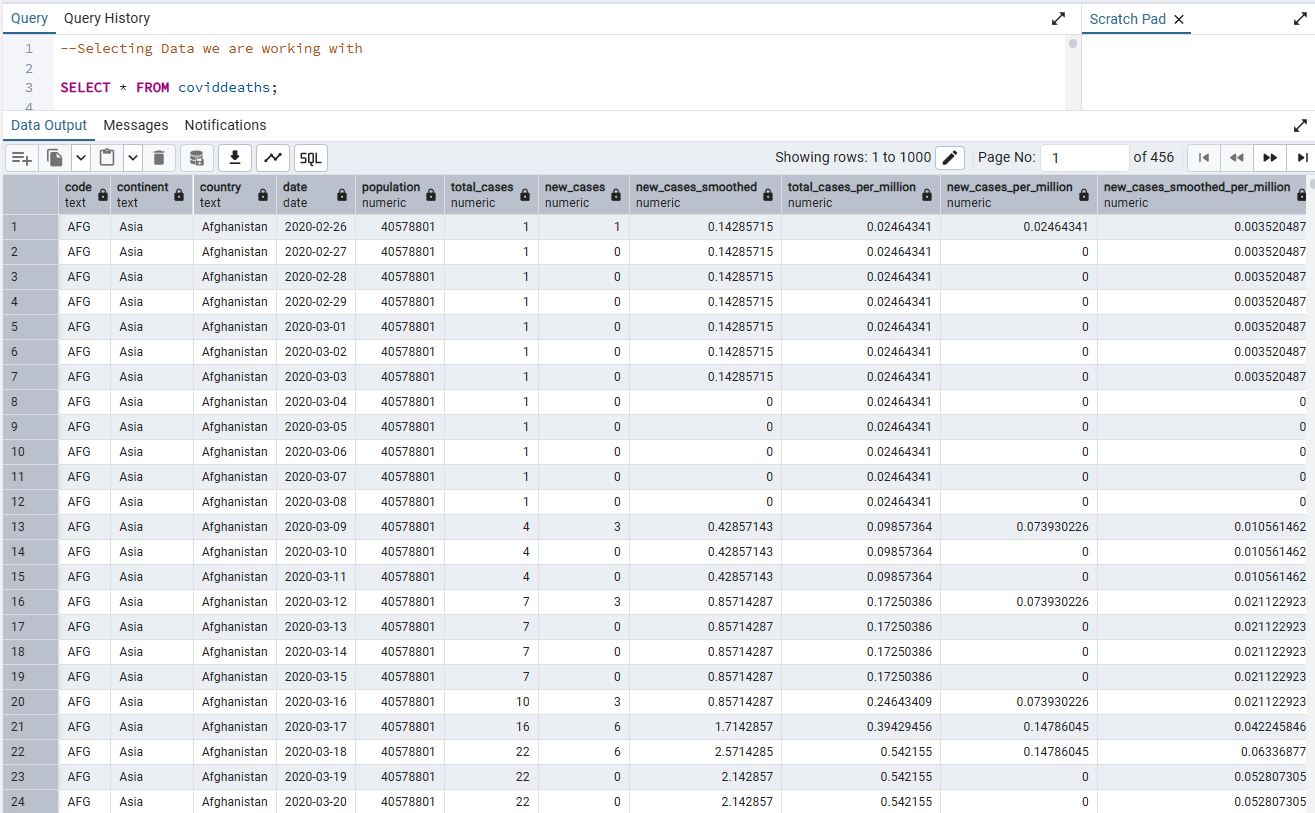 Query Query History Scratch Pad
1 --Selecting Data we are working with
2
3 SELECT * FROM coviddeaths;
4
Data Output Messages Notifications
SQL Showing rows: 1 to 1000 Page No: 1 of 456
code continent country date population total_cases new_cases new_cases_smoothed total_cases_per_million new_cases_per_million new_cases_smoothed_per_million
text text text date numeric numeric numeric numeric numeric numeric numeric
1 AFG Asia Afghanistan 2020-02-26 40578801 1 1 0.14285715 0.02464341 0.02464341 0.003520487
2 AFG Asia Afghanistan 2020-02-27 40578801 1 0 0.14285715 0.02464341 0 0.003520487
3 AFG Asia Afghanistan 2020-02-28 40578801 1 0 0.14285715 0.02464341 0 0.003520487
4 AFG Asia Afghanistan 2020-02-29 40578801 1 0 0.14285715 0.02464341 0 0.003520487
5 AFG Asia Afghanistan 2020-03-01 40578801 1 0 0.14285715 0.02464341 0 0.003520487
6 AFG Asia Afghanistan 2020-03-02 40578801 1 0 0.14285715 0.02464341 0 0.003520487
7 AFG Asia Afghanistan 2020-03-03 40578801 1 0 0.14285715 0.02464341 0 0.003520487
8 AFG Asia Afghanistan 2020-03-04 40578801 1 0 0 0.02464341 0 0
9 AFG Asia Afghanistan 2020-03-05 40578801 1 0 0 0.02464341 0 0
10 AFG Asia Afghanistan 2020-03-06 40578801 1 0 0 0.02464341 0 0
11 AFG Asia Afghanistan 2020-03-07 40578801 1 0 0 0.02464341 0 0
12 AFG Asia Afghanistan 2020-03-08 40578801 1 0 0 0.02464341 0 0
13 AFG Asia Afghanistan 2020-03-09 40578801 4 3 0.42857143 0.09857364 0.073930226 0.010561462
14 AFG Asia Afghanistan 2020-03-10 40578801 4 0 0.42857143 0.09857364 0 0.010561462
15 AFG Asia Afghanistan 2020-03-11 40578801 4 0 0.42857143 0.09857364 0 0.010561462
16 AFG Asia Afghanistan 2020-03-12 40578801 7 3 0.85714287 0.17250386 0.073930226 0.021122923
17 AFG Asia Afghanistan 2020-03-13 40578801 7 0 0.85714287 0.17250386 0 0.021122923
18 AFG Asia Afghanistan 2020-03-14 40578801 7 0 0.85714287 0.17250386 0 0.021122923
19 AFG Asia Afghanistan 2020-03-15 40578801 7 0 0.85714287 0.17250386 0 0.021122923
20 AFG Asia Afghanistan 2020-03-16 40578801 10 3 0.85714287 0.24643409 0.073930226 0.021122923
21 AFG Asia Afghanistan 2020-03-17 40578801 16 6 1.7142857 0.39429456 0.14786045 0.042245846
22 AFG Asia Afghanistan 2020-03-18 40578801 22 6 2.5714285 0.542155 0.14786045 0.06336877
23 AFG Asia Afghanistan 2020-03-19 40578801 22 0 2.142857 0.542155 0 0.052807305
24 AFG Asia Afghanistan 2020-03-20 40578801 22 0 2.142857 0.542155 0 0.052807305